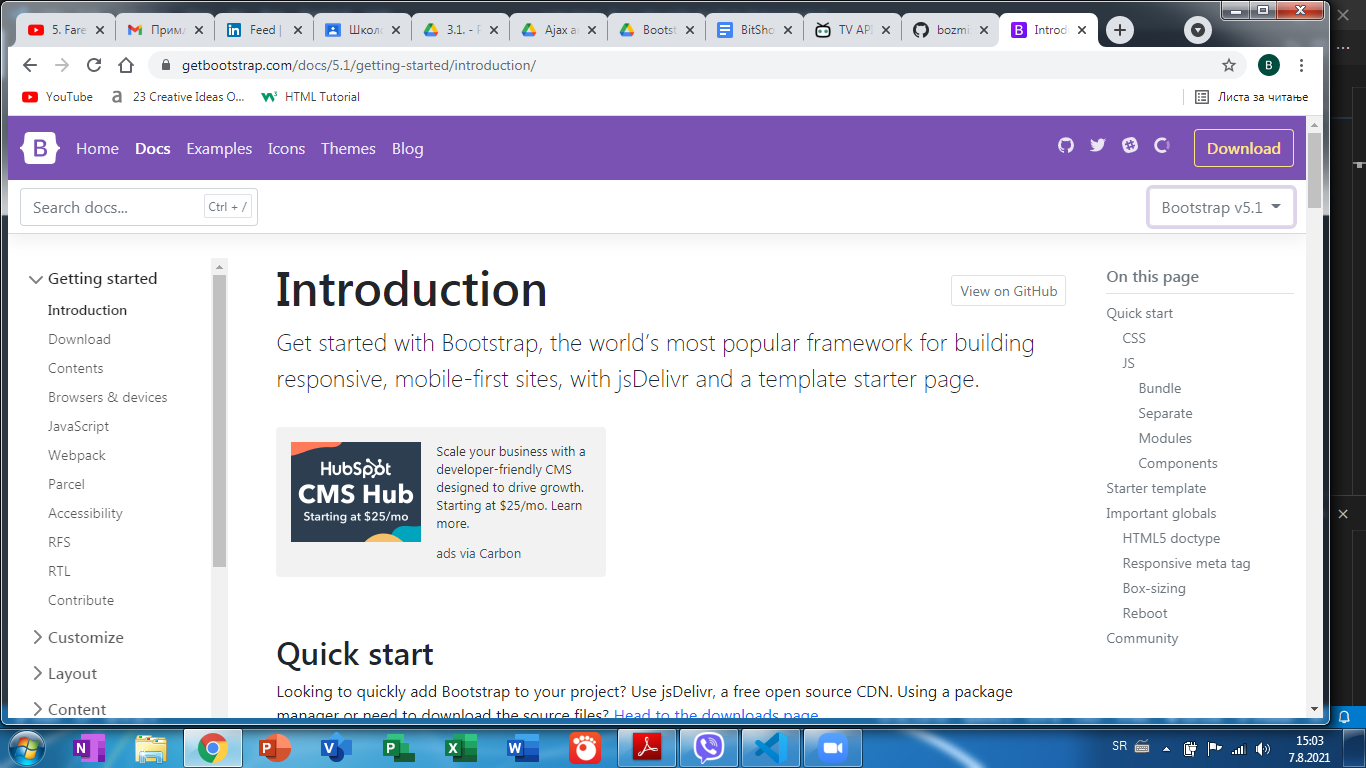 5. Fare
Прим
Feed |
Школ
3.1. - P
Ajax a
Bootst
BitSho
TV API
bozmi
Introd
getbootstrap.com/docs/5.1/getting-started/introduction/
B
YouTube
23 Creative Ideas O...
HTML Tutorial
Листа за читање
B
Home
Docs
Examples
Icons
Themes
Blog
Download
Search docs...
Ctrl + /
Bootstrap v5.1
Getting started
Introduction
Download
Contents
Browsers & devices
JavaScript
Webpack
Parcel
Accessibility
RFS
RTL
Contribute
Customize
Layout
Content
Introduction
View on GitHub
Get started with Bootstrap, the world’s most popular framework for building
responsive, mobile-first sites, with jsDelivr and a template starter page.
HubSpot
CMS Hub
Starting at $25/mo
Scale your business with a
developer-friendly CMS
designed to drive growth.
Starting at $25/mo. Learn
more.
ads via Carbon
Quick start
Looking to quickly add Bootstrap to your project? Use jsDelivr, a free open source CDN. Using a package
manager or need to download the source files? Head to the downloads page
On this page
Quick start
CSS
JS
Bundle
Separate
Modules
Components
Starter template
Important globals
HTML5 doctype
Responsive meta tag
Box-sizing
Reboot
Community
SR
15:03
7.8.2021